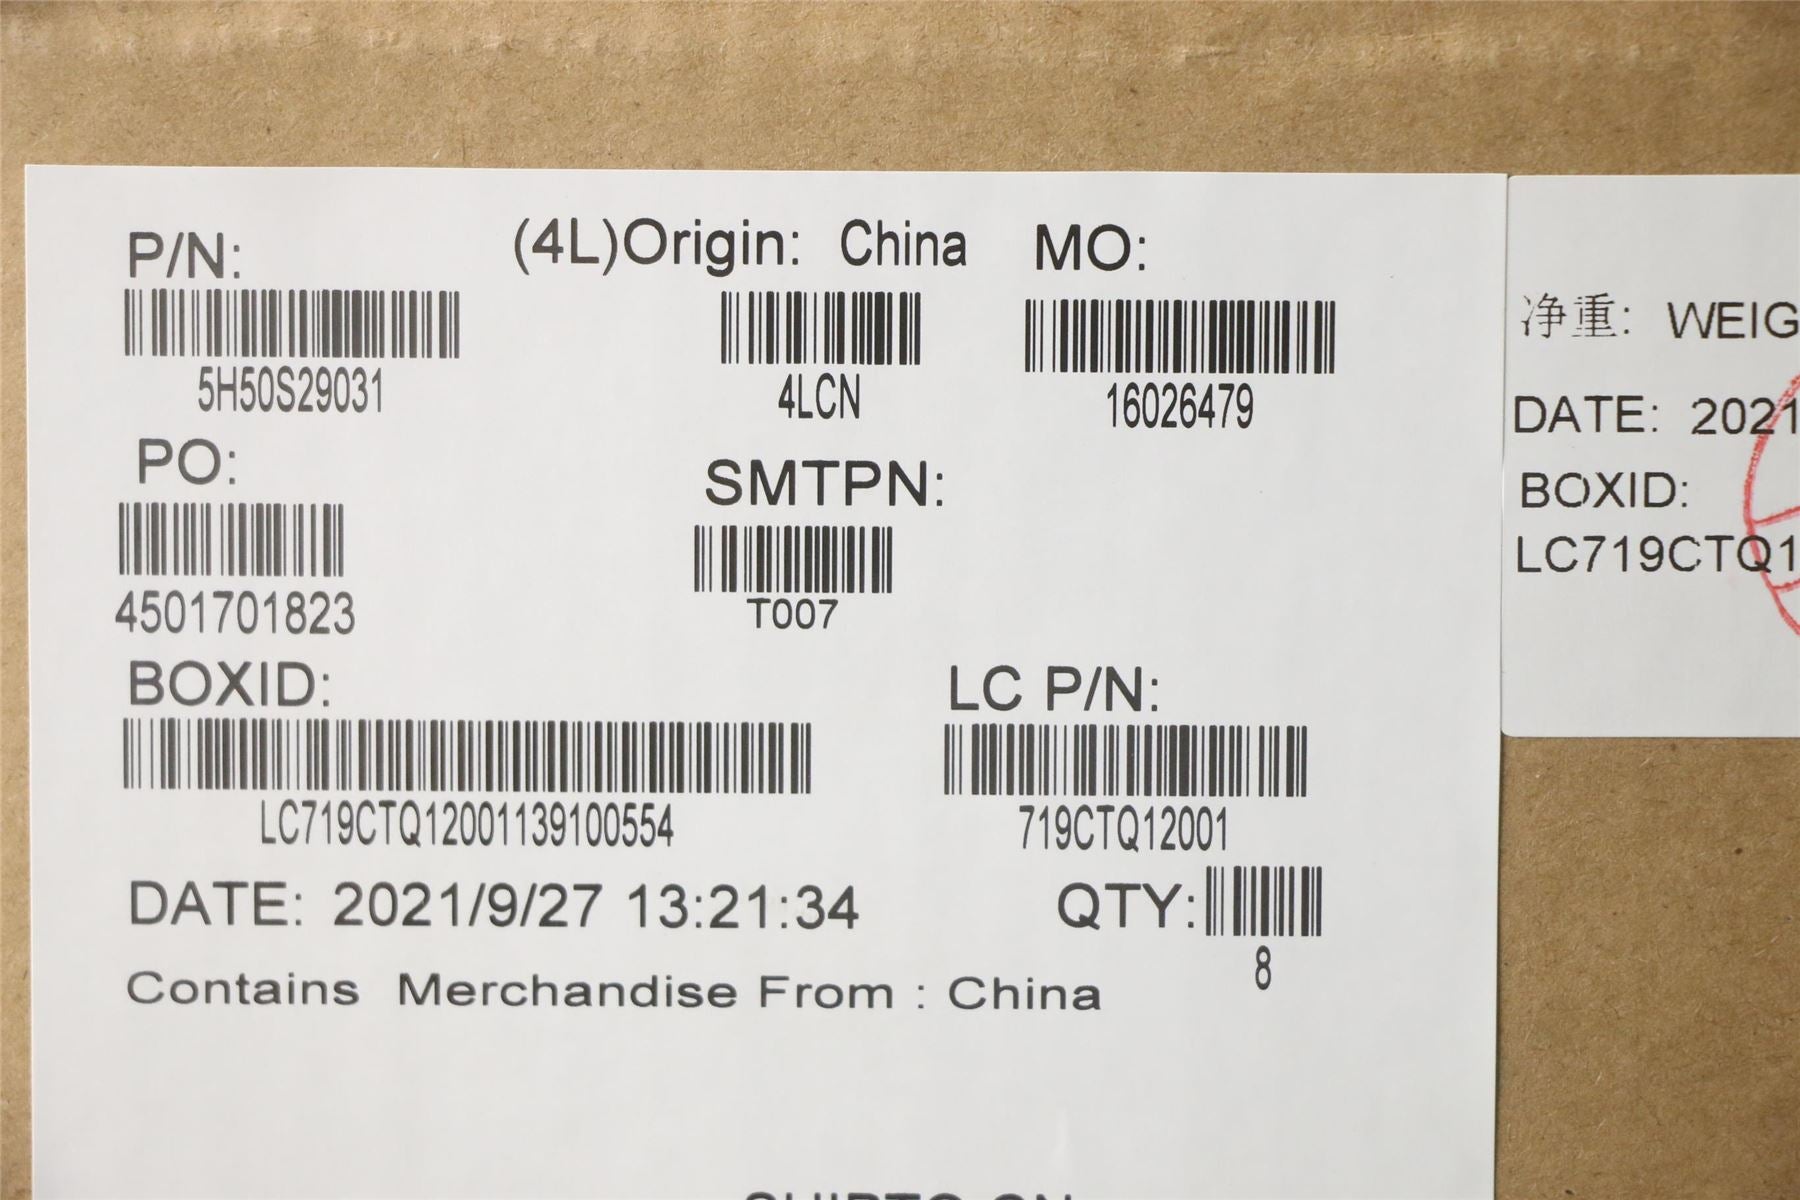 P/N: (4L)Origin: China MO:
5H50S29031 4LCN 16026479
PO: SMTPN:
4501701823 T007
BOXID: LC P/N:
LC719CTQ12001139100554 719CTQ12001
DATE: 2021/9/27 13:21:34 QTY:
8
Contains Merchandise From : China
净重: WEIG
DATE: 2021
BOXID:
LC719CTQ1